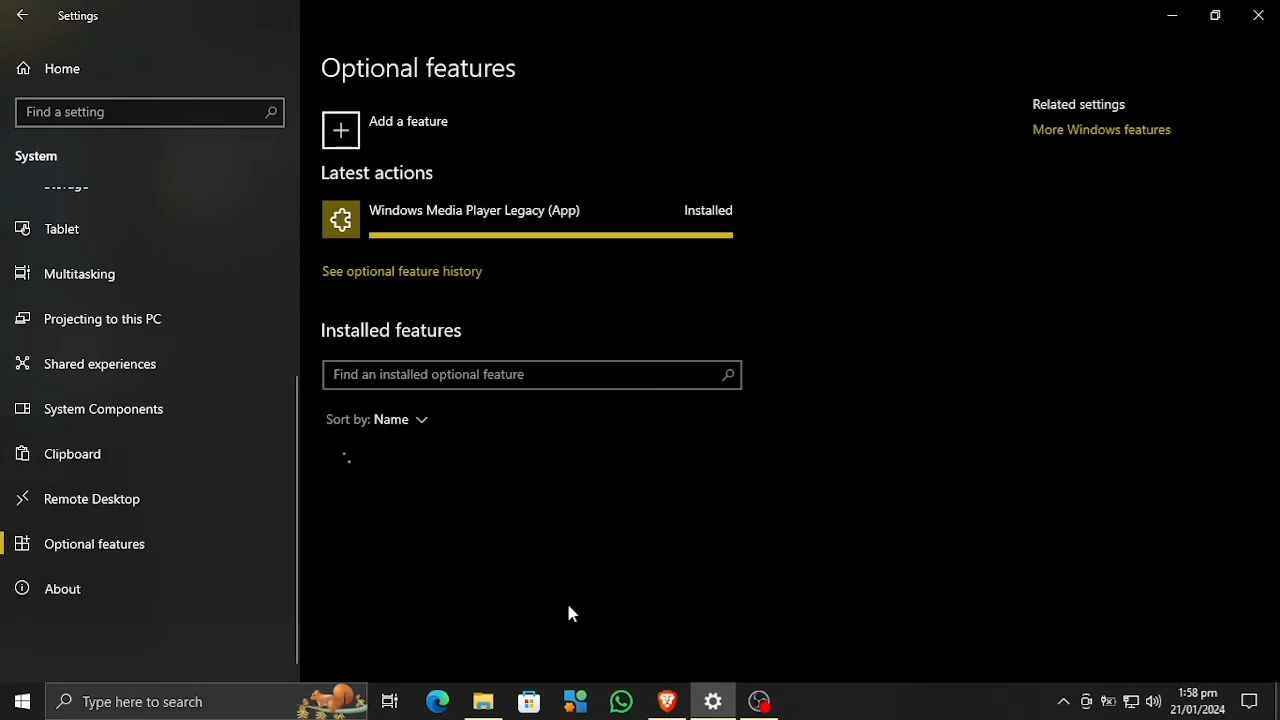 Settings
Home
Find a setting
System
Storage
Tablet
Multitasking
Projecting to this PC
Shared experiences
System Components
Clipboard
Remote Desktop
Optional features
About
Optional features
Add a feature
Latest actions
Windows Media Player Legacy (App) Installed
See optional feature history
Installed features
Find an installed optional feature
Sort by: Name
Related settings
More Windows features
Type here to search
1:58 pm
21/01/2024